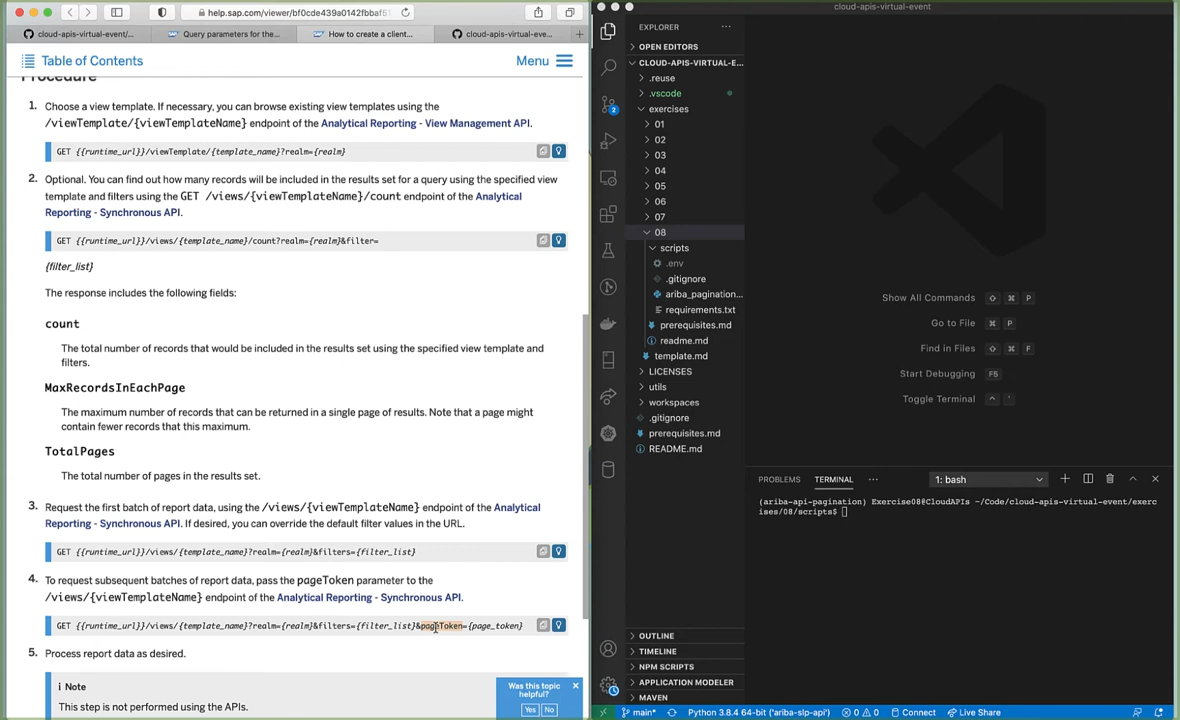 help.sap.com/viewer/bf0cde439a0142fbbaf51
cloud-apis-virtual-event/...
Query parameters for the...
How to create a client...
cloud-apis-virtual-eve...
Table of Contents
Menu
Procedure
1. Choose a view template. If necessary, you can browse existing view templates using the
/viewTemplate/{viewTemplateName} endpoint of the Analytical Reporting - View Management API.
GET {{runtime_url}}/viewTemplate/{template_name}?realm={realm}
2. Optional. You can find out how many records will be included in the results set for a query using the specified view
template and filters using the GET /views/{viewTemplateName}/count endpoint of the Analytical
Reporting - Synchronous API.
GET {{runtime_url}}/views/{template_name}/count?realm={realm}&filter=
{filter_list}
The response includes the following fields:
count
The total number of records that would be included in the results set using the specified view template and
filters.
MaxRecordsInEachPage
The maximum number of records that can be returned in a single page of results. Note that a page might
contain fewer records that this maximum.
TotalPages
The total number of pages in the results set.
3. Request the first batch of report data, using the /views/{viewTemplateName} endpoint of the Analytical
Reporting - Synchronous API. If desired, you can override the default filter values in the URL.
GET {{runtime_url}}/views/{template_name}?realm={realm}&filters={filter_list}
4. To request subsequent batches of report data, pass the pageToken parameter to the
/views/{viewTemplateName} endpoint of the Analytical Reporting - Synchronous API.
GET {{runtime_url}}/views/{template_name}?realm={realm}&filters={filter_list}&pageToken={page_token}
5. Process report data as desired.
i Note
This step is not performed using the APIs.
Was this topic
helpful?
Yes No
cloud-apis-virtual-event
EXPLORER
OPEN EDITORS
CLOUD-APIS-VIRTUAL-E...
.reuse
.vscode
exercises
01
02
03
04
05
06
07
08
scripts
.env
.gitignore
ariba_pagination...
requirements.txt
prerequisites.md
readme.md
template.md
LICENSES
utils
workspaces
.gitignore
prerequisites.md
README.md
OUTLINE
TIMELINE
NPM SCRIPTS
APPLICATION MODELER
MAVEN
2
Show All Commands ⇧ ⌘ P
Go to File ⌘ P
Find in Files ⇧ ⌘ F
Start Debugging F5
Toggle Terminal ^ `
PROBLEMS TERMINAL ... 1: bash
(ariba-api-pagination) Exercise08@CloudAPIs ~/Code/cloud-apis-virtual-event/exerc
ises/08/scripts$
main* Python 3.8.4 64-bit ('ariba-slp-api') 0 0 Connect Live Share